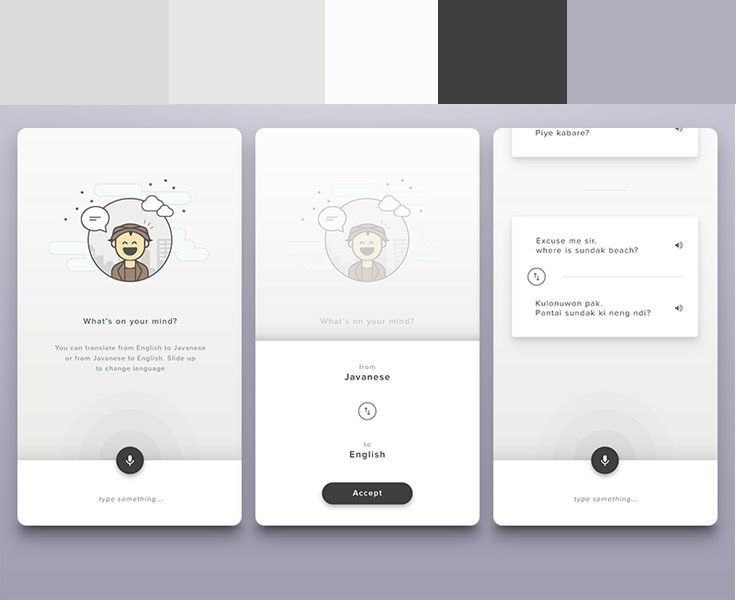 What's on your mind?
You can translate from English to Javanese
or from Javanese to English. Slide up
to change language
type something...
What's on your mind?
from
Javanese
to
English
Accept
Piye kabare?
Excuse me sir.
where is sundak beach?
Kulonuwon pak.
Pantai sundak ki neng ndi?
type something...